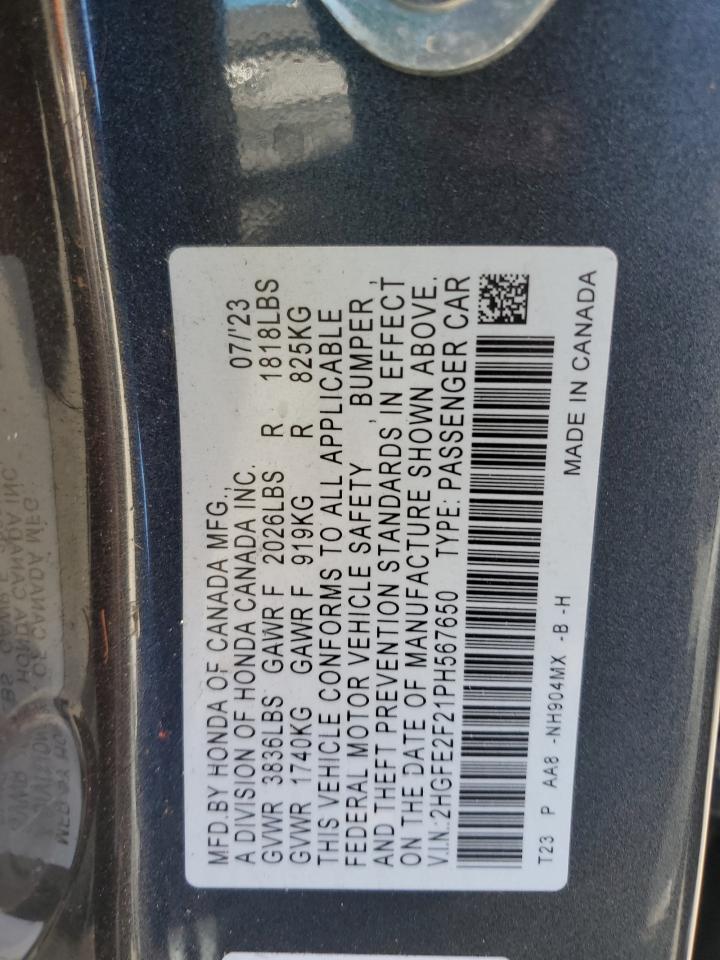 MFD.BY HONDA OF CANADA MFG.,
A DIVISION OF HONDA CANADA INC. 07/'23
GVWR 3836LBS GAWR F 2026LBS R 1818LBS
GVWR 1740KG GAWR F 919KG R 825KG
THIS VEHICLE CONFORMS TO ALL APPLICABLE
FEDERAL MOTOR VEHICLE SAFETY , BUMPER ,
AND THEFT PREVENTION STANDARDS IN EFFECT
ON THE DATE OF MANUFACTURE SHOWN ABOVE.
V.I.N.:2HGFE2F21PH567650 TYPE: PASSENGER CAR
T23 P AA8 -NH904MX -B -H
MADE IN CANADA